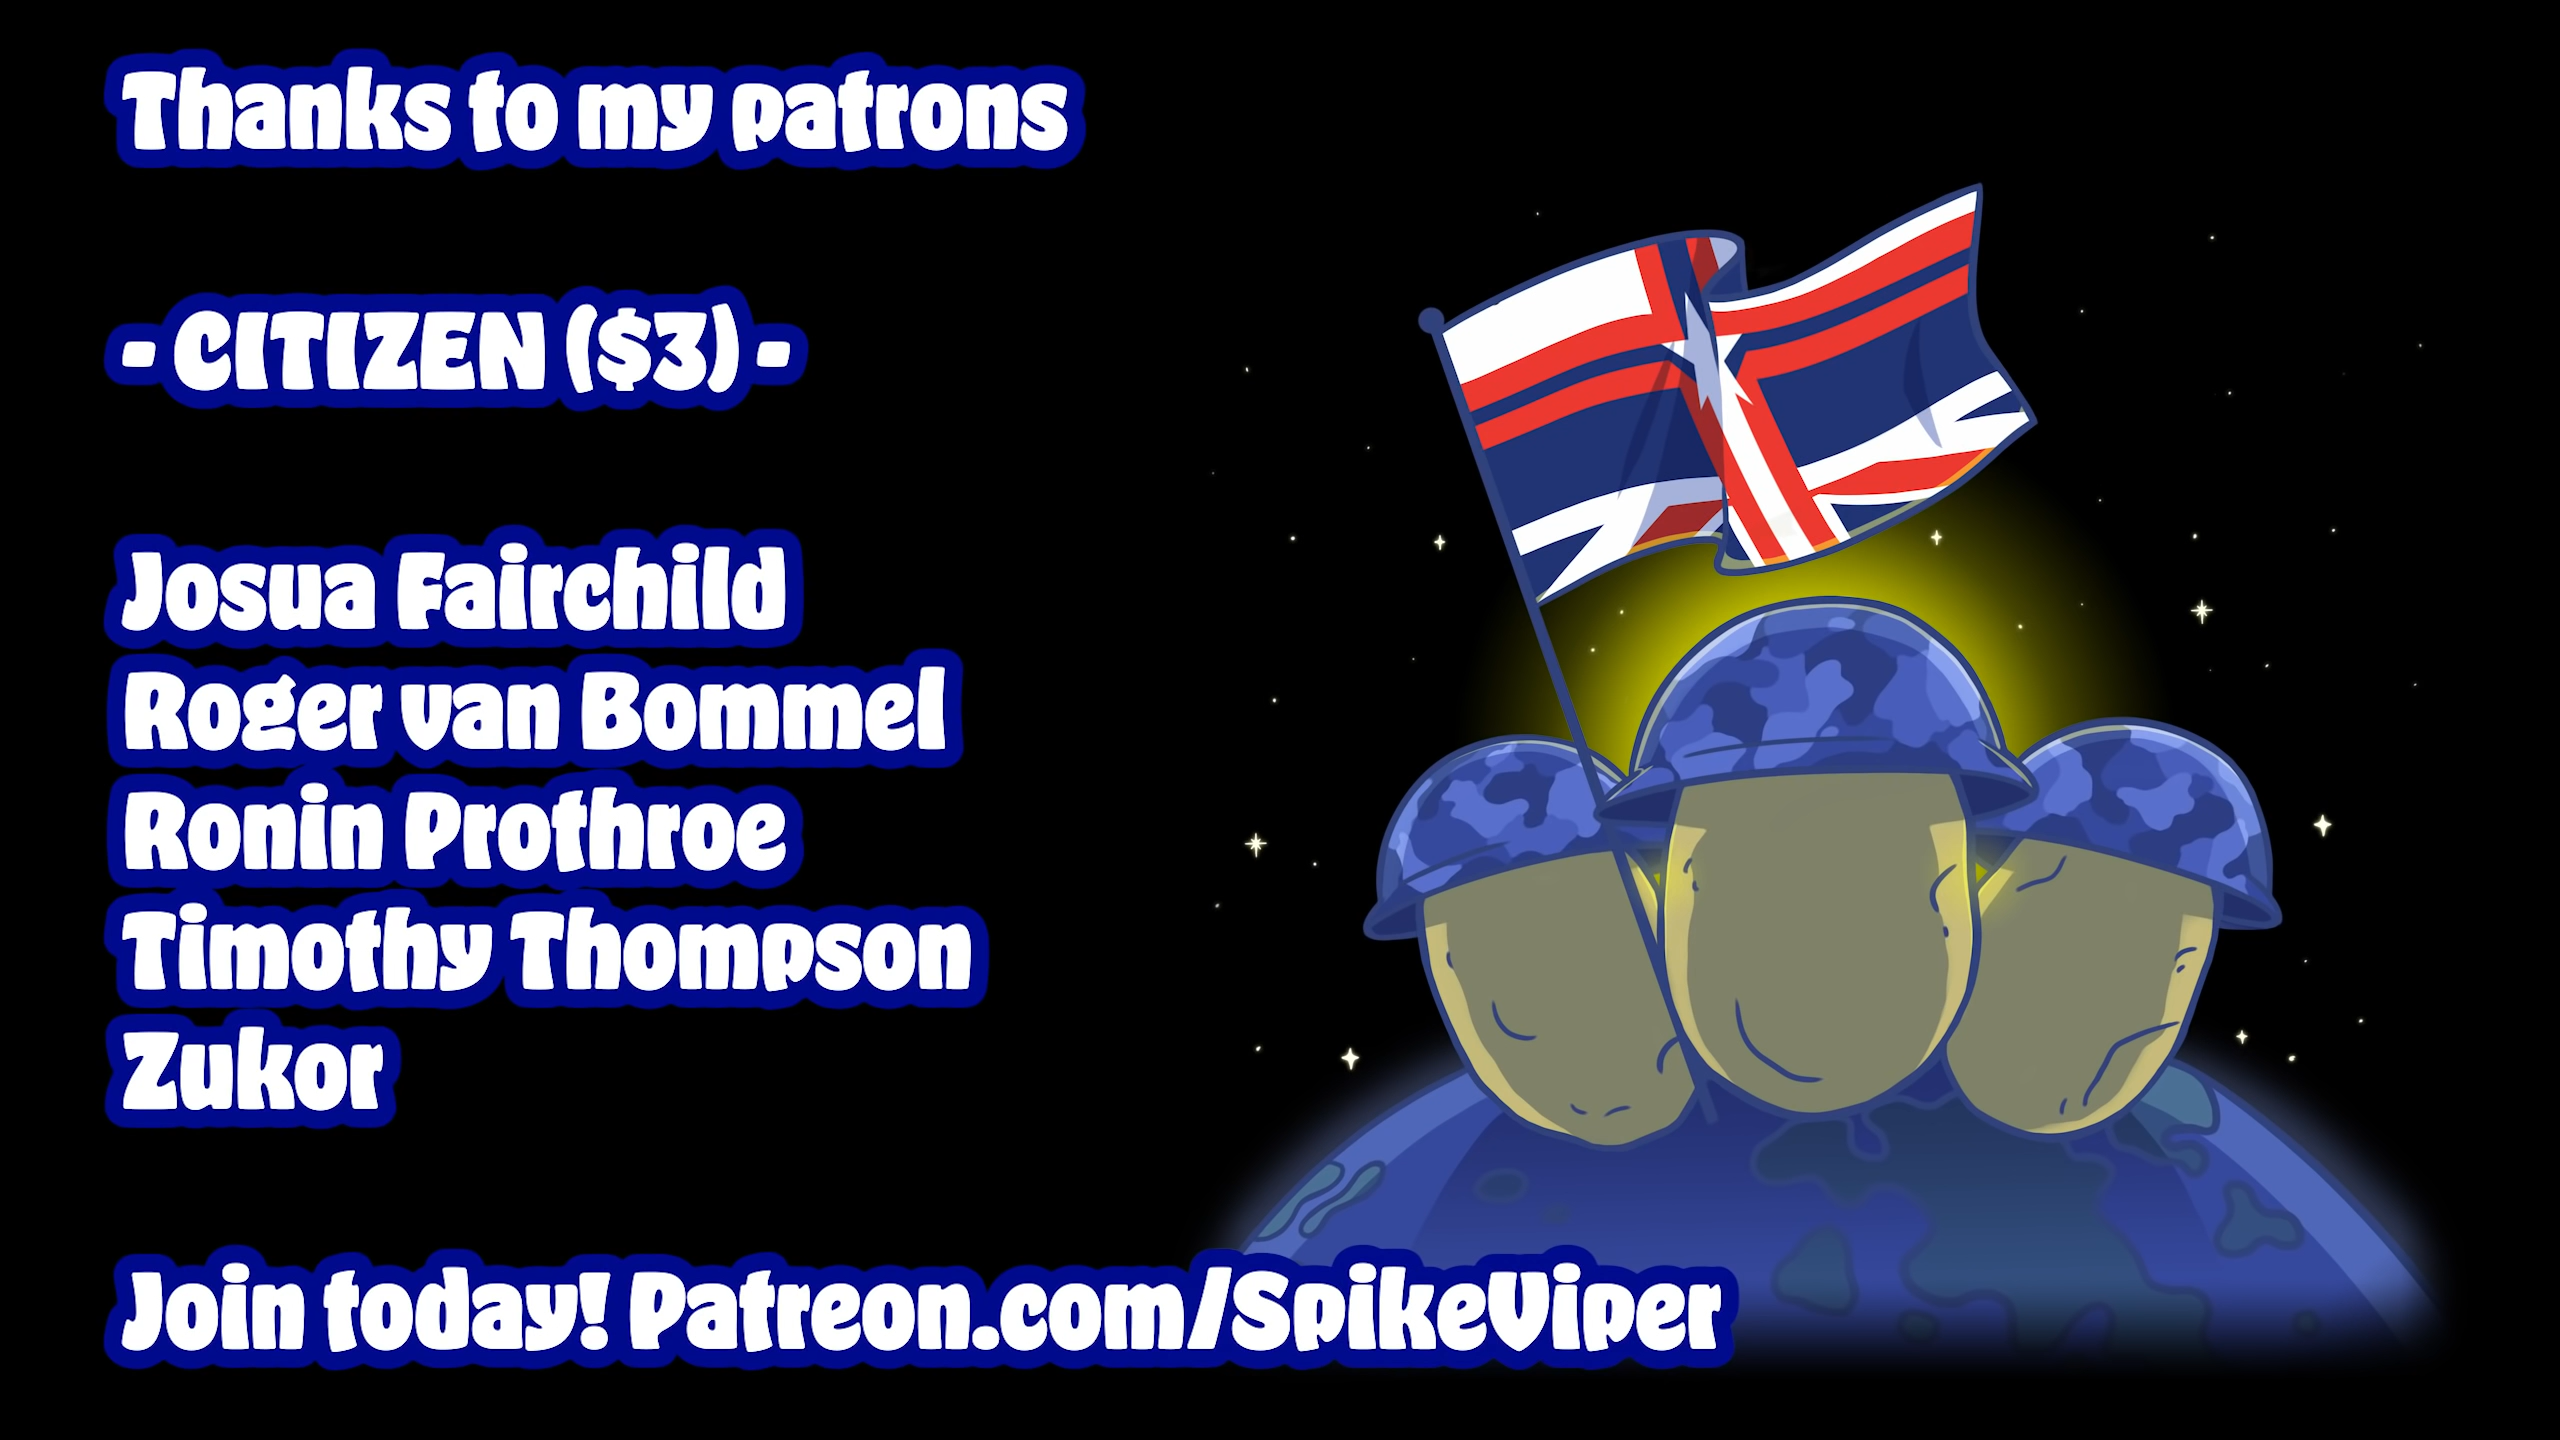 Thanks to my patrons
- CITIZEN ($3) -
Josua Fairchild
Roger van Bommel
Ronin Prothroe
Timothy Thompson
Zukor
Join today! Patreon.com/SpikeViper